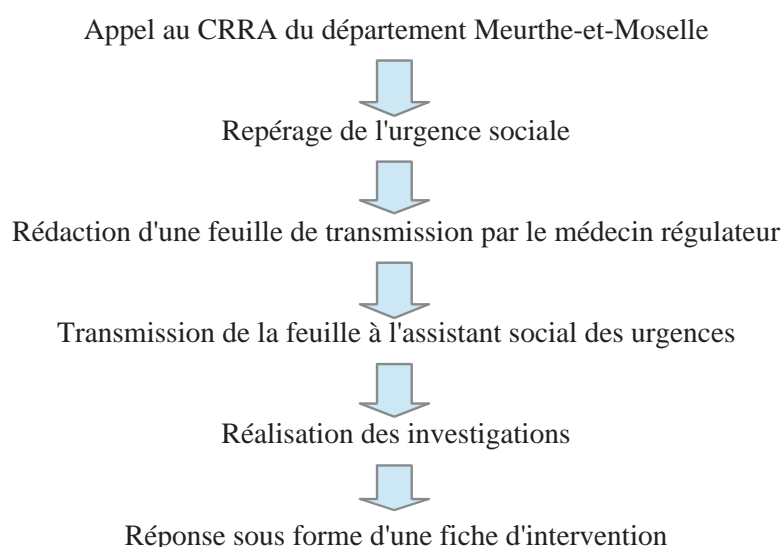 Appel au CRRA du département Meurthe-et-Moselle
Repérage de l'urgence sociale
Rédaction d'une feuille de transmission par le médecin régulateur
Transmission de la feuille à l'assistant social des urgences
Réalisation des investigations
Réponse sous forme d'une fiche d'intervention